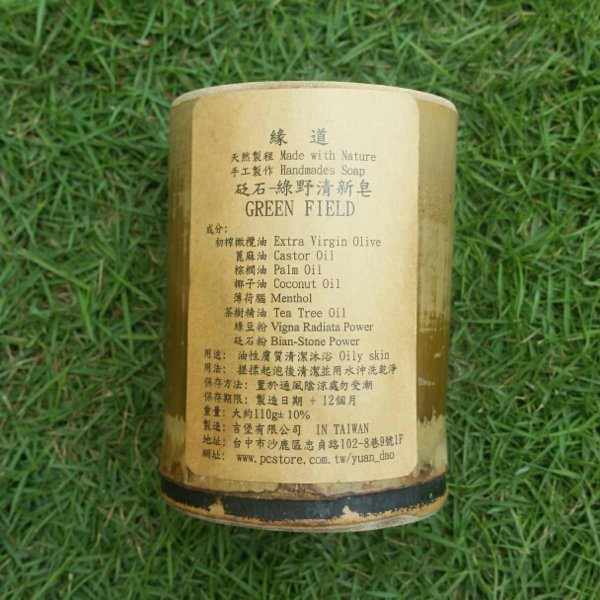 緣 道
天然製程 Made with Nature
手工製作 Handmades Soap
砭石-綠野清新皂
GREEN FIELD
成分:
初榨橄欖油 Extra Virgin Olive
蓖麻油 Castor Oil
棕櫚油 Palm Oil
椰子油 Coconut Oil
薄荷腦 Menthol
茶樹精油 Tea Tree Oil
綠豆粉 Vigna Radiata Power
砭石粉 Bian-Stone Power
用途: 油性膚質清潔沐浴 Oily skin
用法: 搓揉起泡後清潔並用水沖洗乾淨
保存方法: 置於通風陰涼處勿受潮
保存期限: 製造日期 + 12個月
重量: 大約110g± 10%
製造: 吉堡有限公司 IN TAIWAN
地址: 台中市沙鹿區忠貞路102-8巷9號1F
網址: www.pcstore.com.tw/yuan_dao